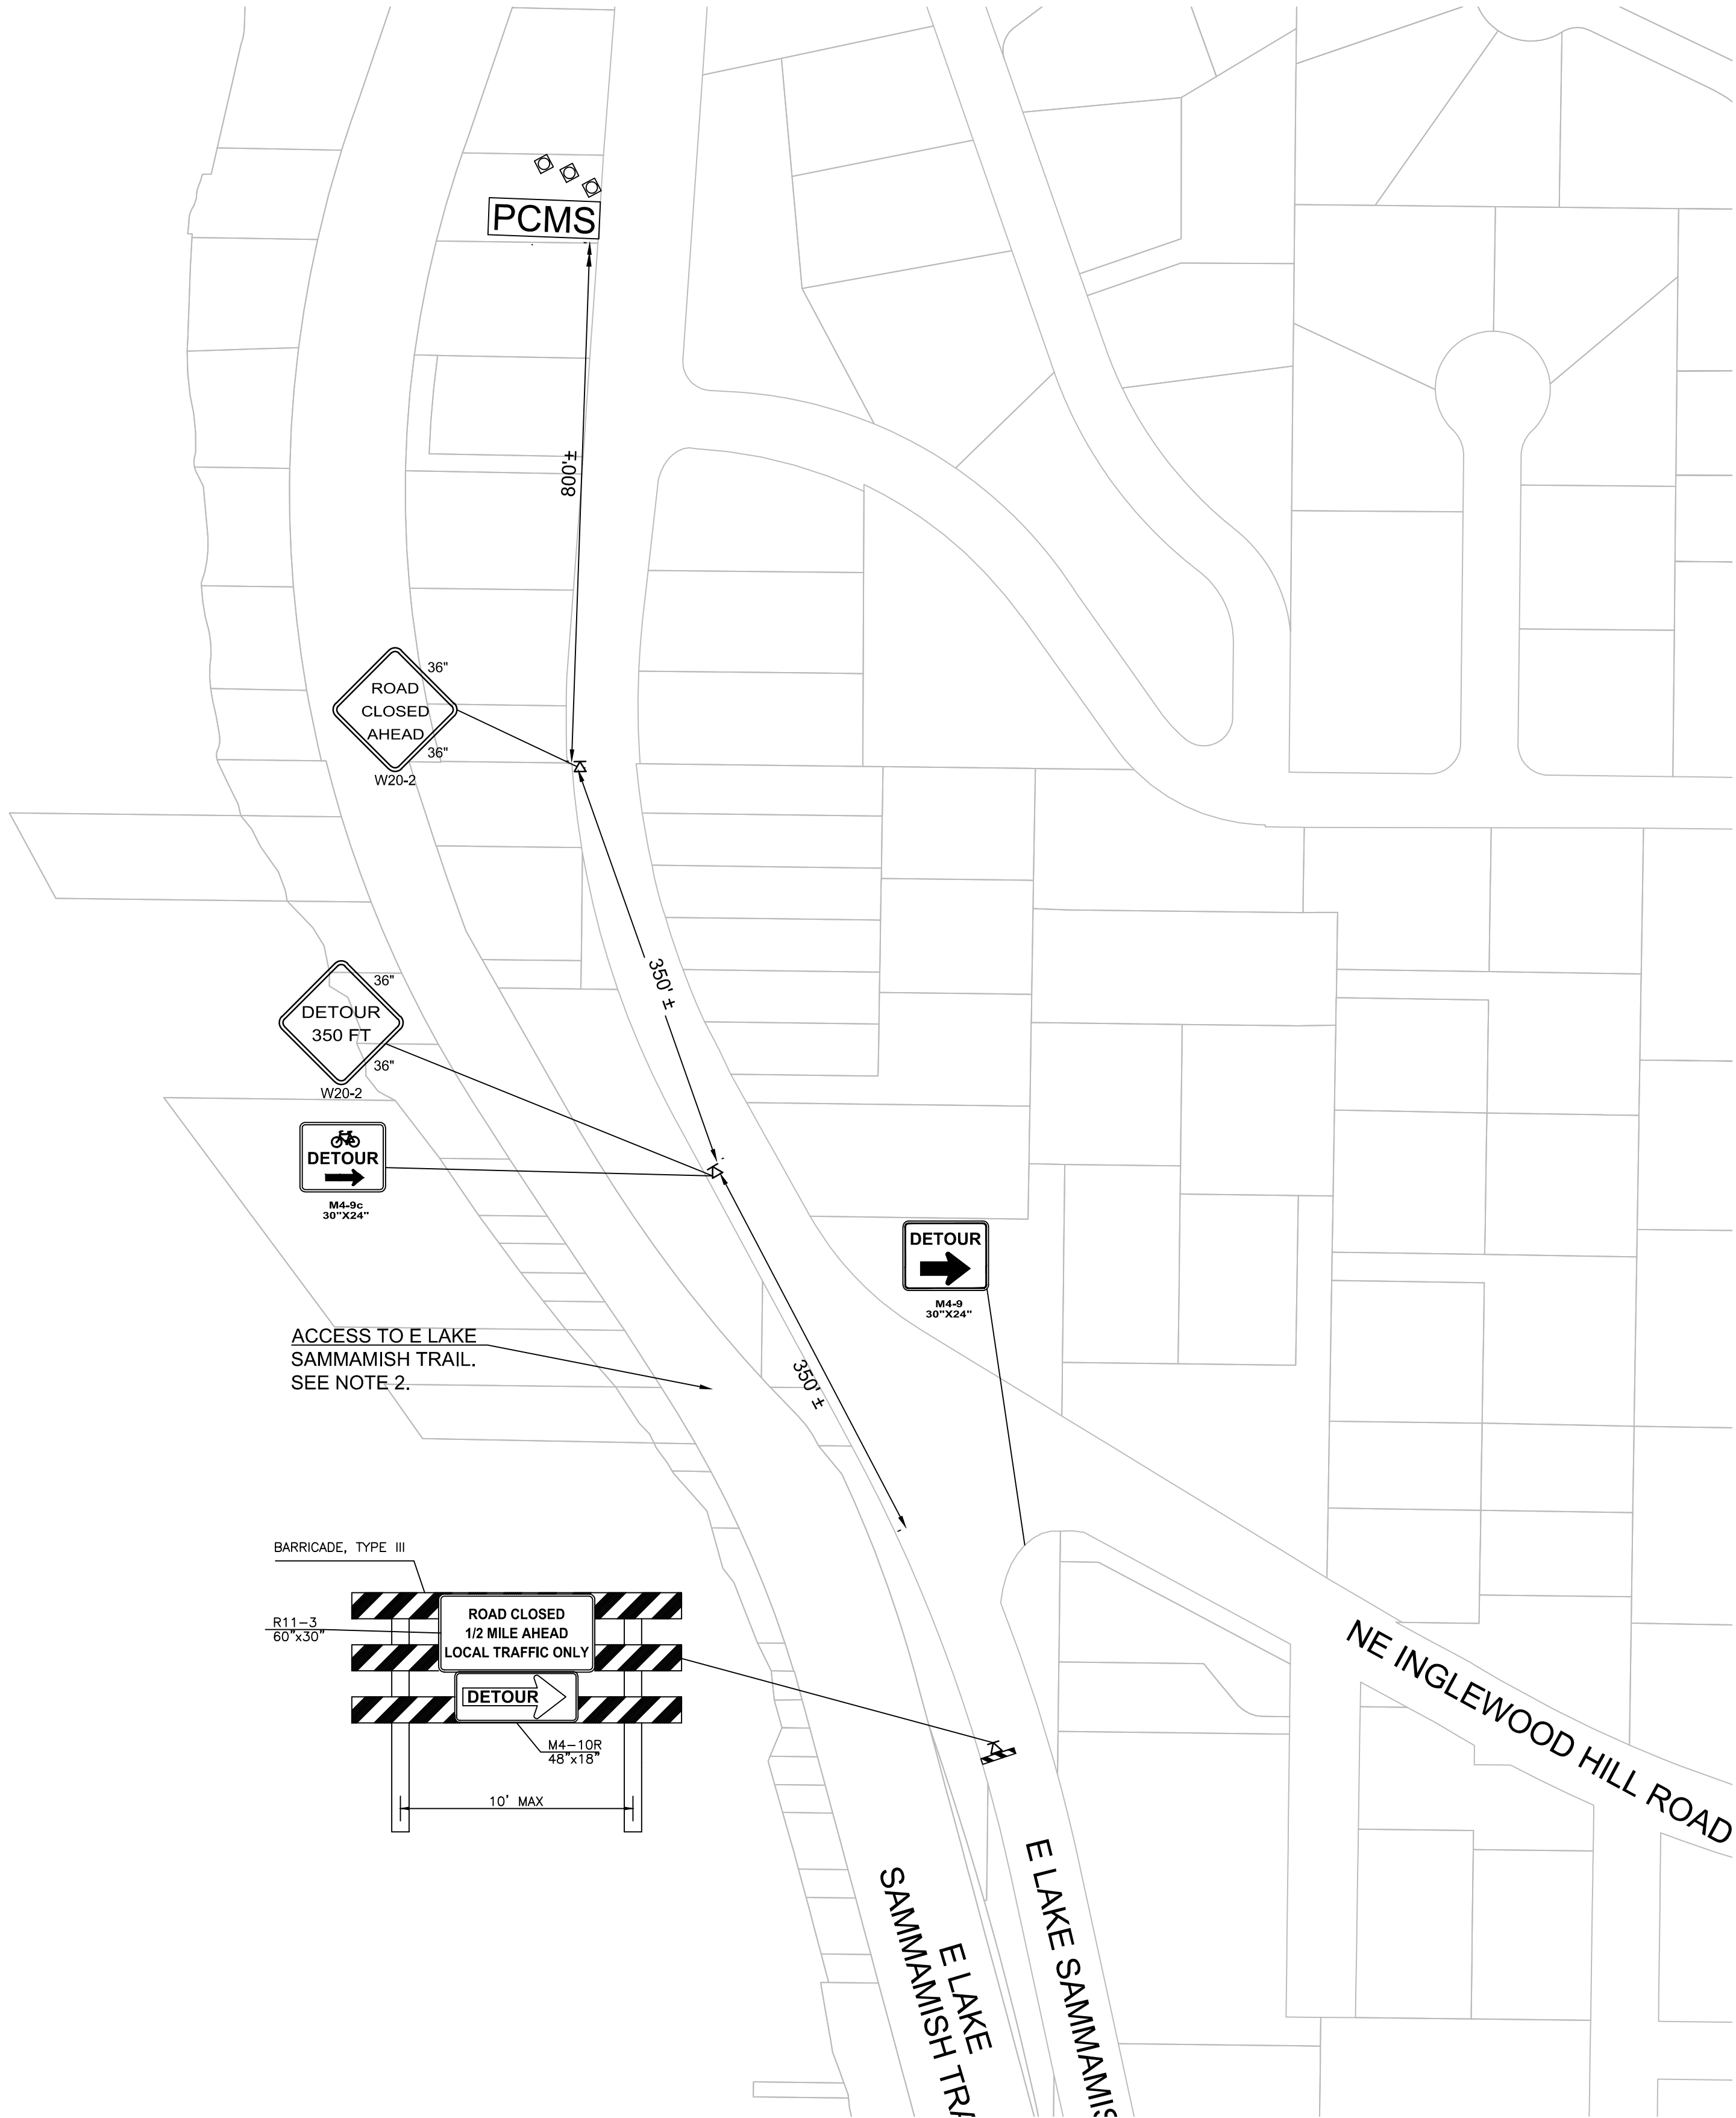 PCMS
800'±
ROAD
CLOSED
AHEAD
36"
36"
W20-2
350' ±
DETOUR
350 FT
36"
36"
W20-2
DETOUR
M4-9c
30"X24"
DETOUR
M4-9
30"X24"
ACCESS TO E LAKE
SAMMAMISH TRAIL.
SEE NOTE 2.
350' ±
BARRICADE, TYPE III
R11-3
60"x30"
ROAD CLOSED
1/2 MILE AHEAD
LOCAL TRAFFIC ONLY
DETOUR
M4-10R
48"x18"
10' MAX
NE INGLEWOOD HILL ROAD
E LAKE
SAMMAMISH TRA
E LAKE SAMMAMIS